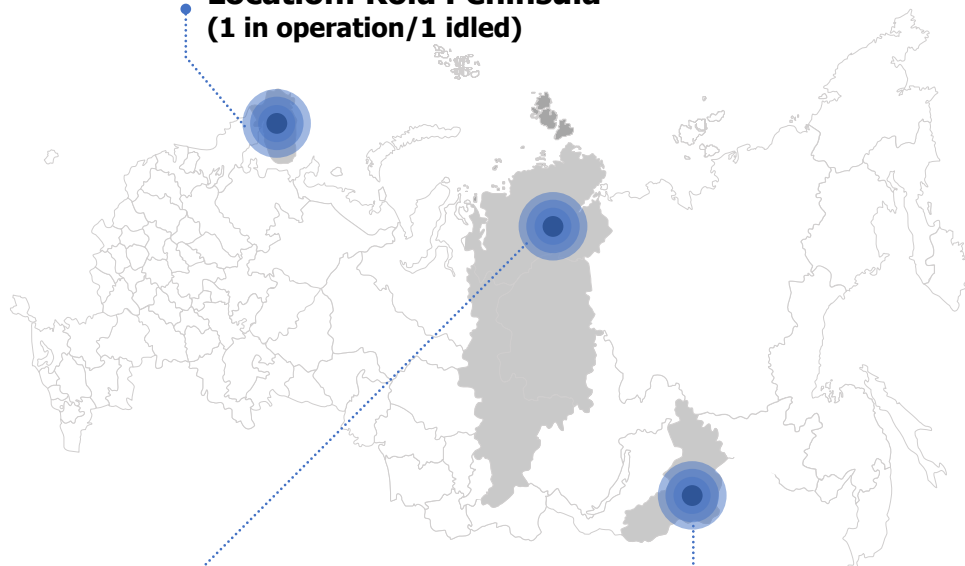 Location: Kola Peninsula
(1 in operation/1 idled)